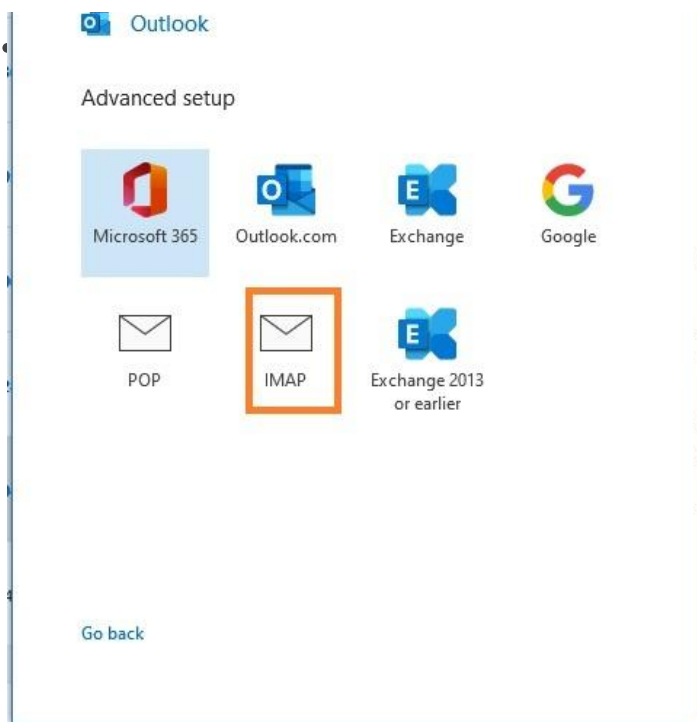 Outlook
Advanced setup
Microsoft 365 Outlook.com Exchange Google
POP IMAP Exchange 2013
or earlier
Go back